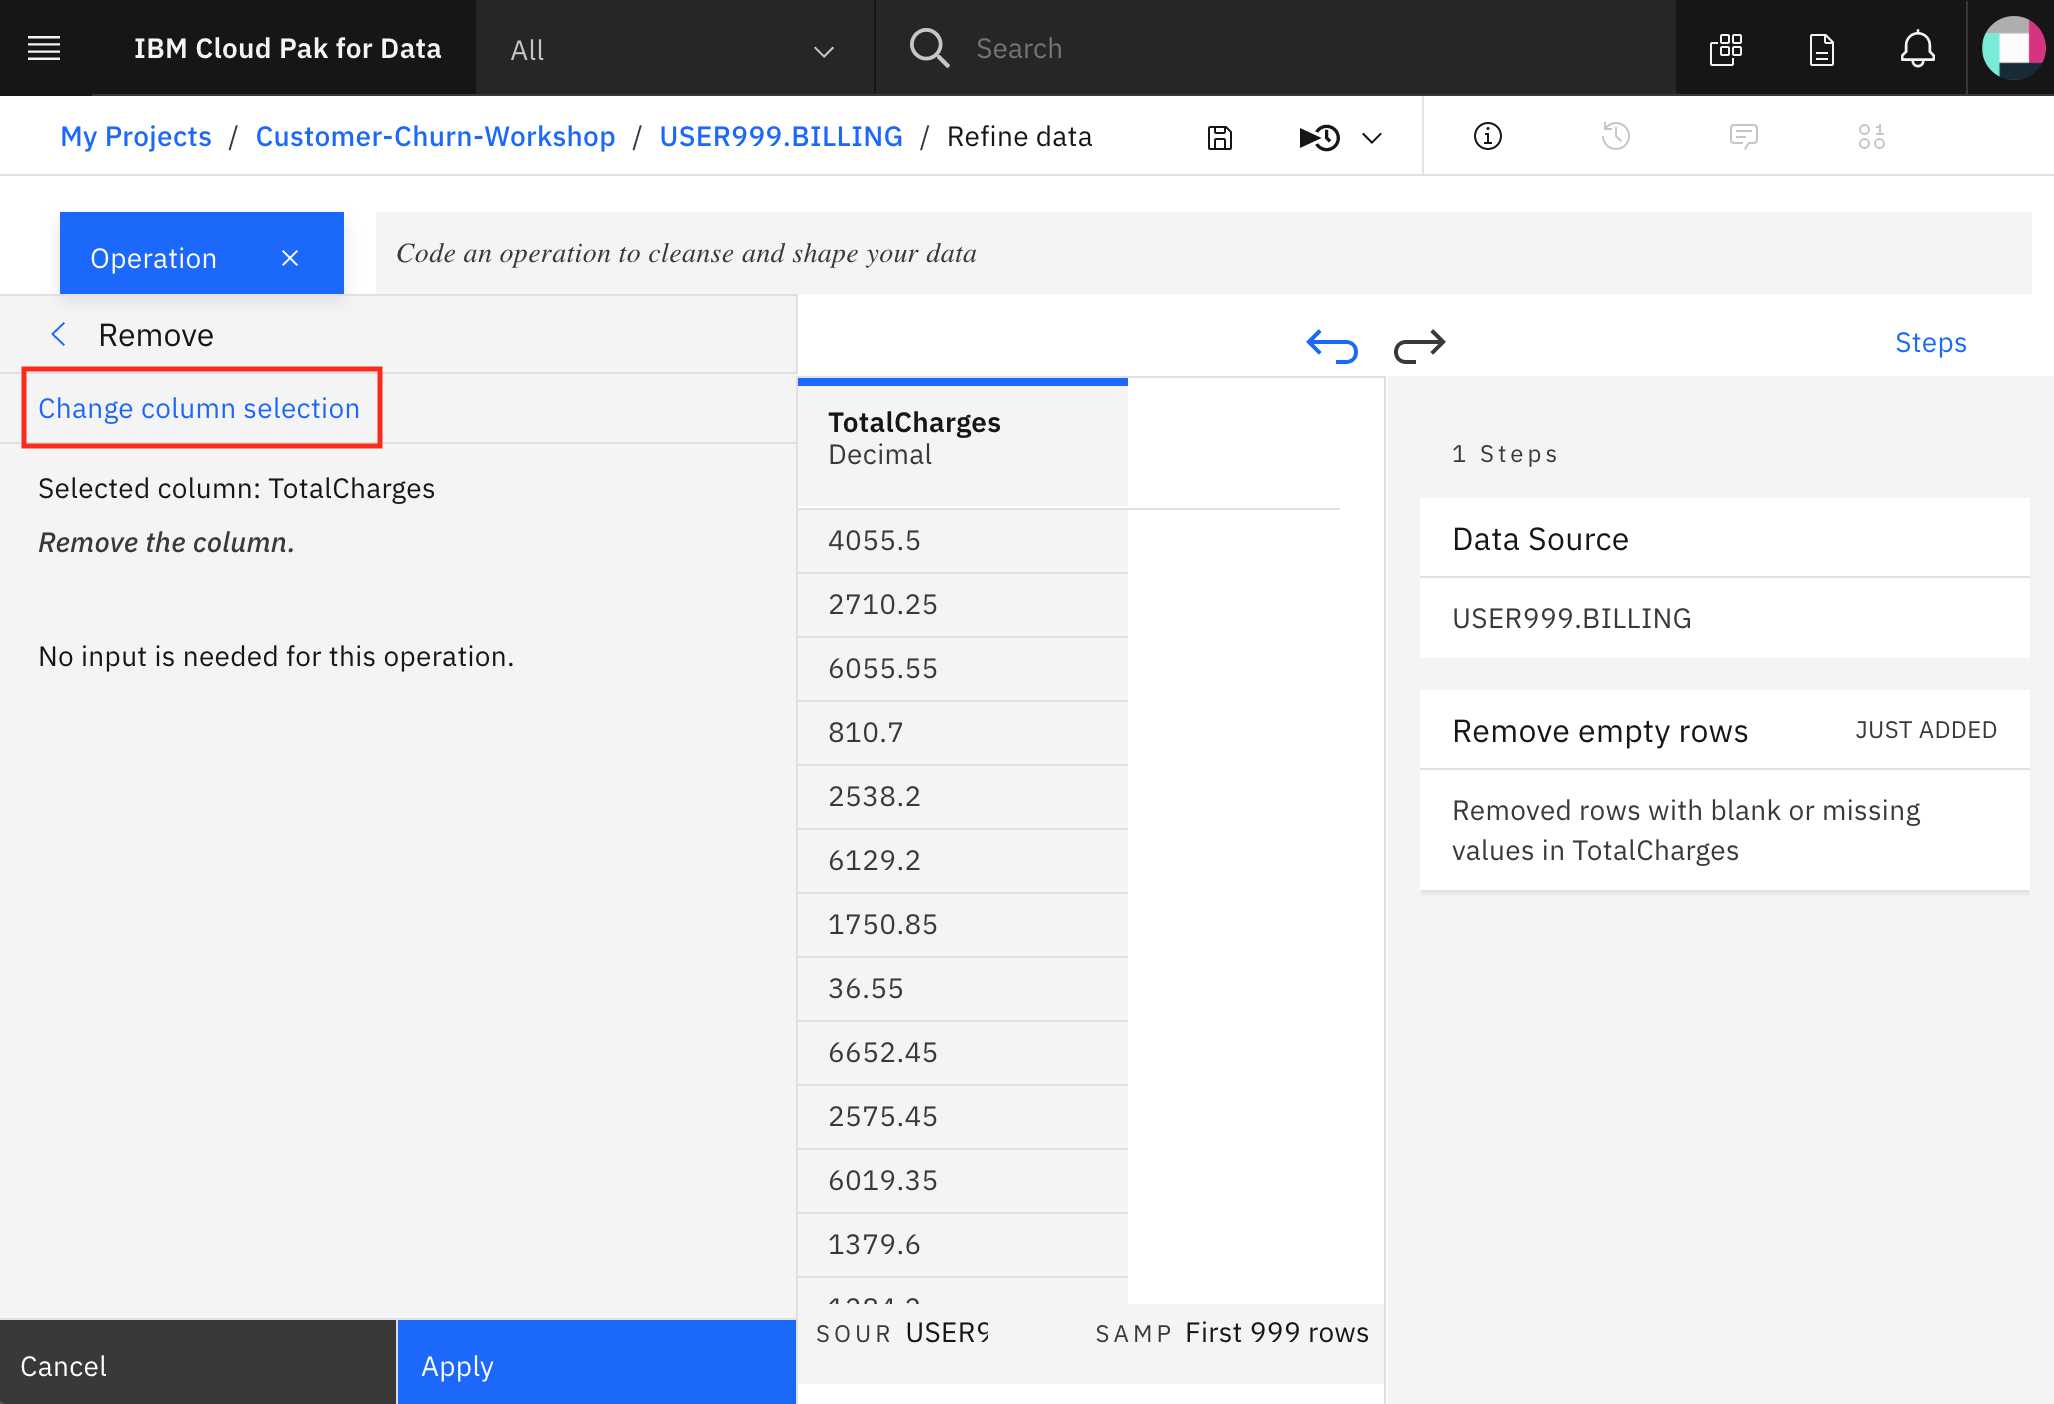 IBM Cloud Pak for Data
All
Search
My Projects / Customer-Churn-Workshop / USER999.BILLING / Refine data
Operation
Code an operation to cleanse and shape your data
Remove
Change column selection
Selected column: TotalCharges
Remove the column.
No input is needed for this operation.
Cancel
Apply
TotalCharges
Decimal
4055.5
2710.25
6055.55
810.7
2538.2
6129.2
1750.85
36.55
6652.45
2575.45
6019.35
1379.6
SOUR USER9
SAMP First 999 rows
Steps
1 Steps
Data Source
USER999.BILLING
Remove empty rows JUST ADDED
Removed rows with blank or missing
values in TotalCharges